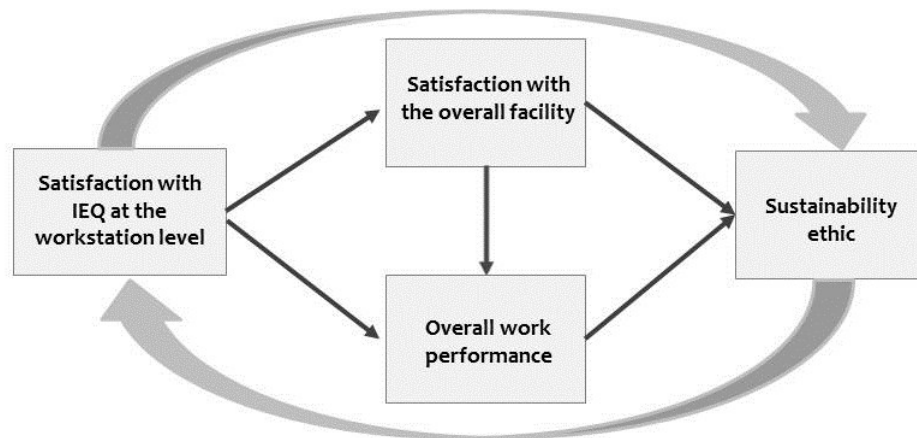 Satisfaction with
the overall facility
Satisfaction with
IEQ at the
workstation level
Sustainability
ethic
Overall work
performance